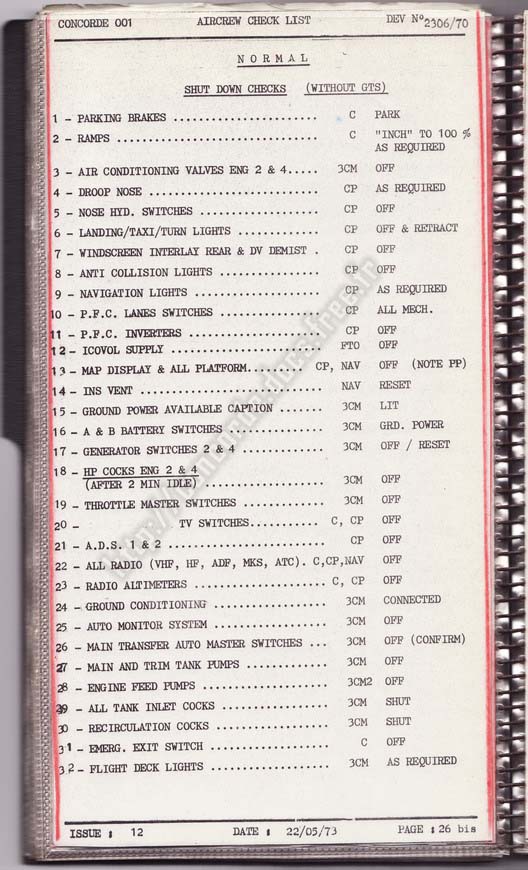 CONCORDE 001 AIRCREW CHECK LIST DEV Nº 2306/70
NORMAL
SHUT DOWN CHECKS (WITHOUT GTS)
1 - PARKING BRAKES ...................... C PARK
2 - RAMPS ............................... C "INCH" TO 100 %
AS REQUIRED
3 - AIR CONDITIONING VALVES ENG 2 & 4..... 3CM OFF
4 - DROOP NOSE .......................... CP AS REQUIRED
5 - NOSE HYD. SWITCHES .................. CP OFF
6 - LANDING/TAXI/TURN LIGHTS ............ CP OFF & RETRACT
7 - WINDSCREEN INTERLAY REAR & DV DEMIST . CP OFF
8 - ANTI COLLISION LIGHTS ............... CP OFF
9 - NAVIGATION LIGHTS ................... CP AS REQUIRED
10 - P.F.C. LANES SWITCHES ............... CP ALL MECH.
11 - P.F.C. INVERTERS .................... CP OFF
12 - ICOVOL SUPPLY ....................... FTO OFF
13 - MAP DISPLAY & ALL PLATFORM......... CP, NAV OFF (NOTE PP)
14 - INS VENT ............................ NAV RESET
15 - GROUND POWER AVAILABLE CAPTION ....... 3CM LIT
16 - A & B BATTERY SWITCHES .............. 3CM GRD. POWER
17 - GENERATOR SWITCHES 2 & 4 ............ 3CM OFF / RESET
18 - HP COCKS ENG 2 & 4
(AFTER 2 MIN IDLE) .................. 3CM OFF
19 - THROTTLE MASTER SWITCHES ............ 3CM OFF
20 - TV SWITCHES........... C, CP OFF
21 - A.D.S. 1 & 2 ........................ CP OFF
22 - ALL RADIO (VHF, HF, ADF, MKS, ATC). C,CP,NAV OFF
23 - RADIO ALTIMETERS .................... C, CP OFF
24 - GROUND CONDITIONING ................. 3CM CONNECTED
25 - AUTO MONITOR SYSTEM ................. 3CM OFF
26 - MAIN TRANSFER AUTO MASTER SWITCHES ... 3CM OFF (CONFIRM)
27 - MAIN AND TRIM TANK PUMPS ............ 3CM OFF
28 - ENGINE FEED PUMPS ................... 3CM2 OFF
29 - ALL TANK INLET COCKS ................ 3CM SHUT
30 - RECIRCULATION COCKS ................. 3CM SHUT
31 - EMERG. EXIT SWITCH .................. C OFF
32 - FLIGHT DECK LIGHTS .................. 3CM AS REQUIRED
ISSUE : 12 DATE : 22/05/73 PAGE : 26 bis